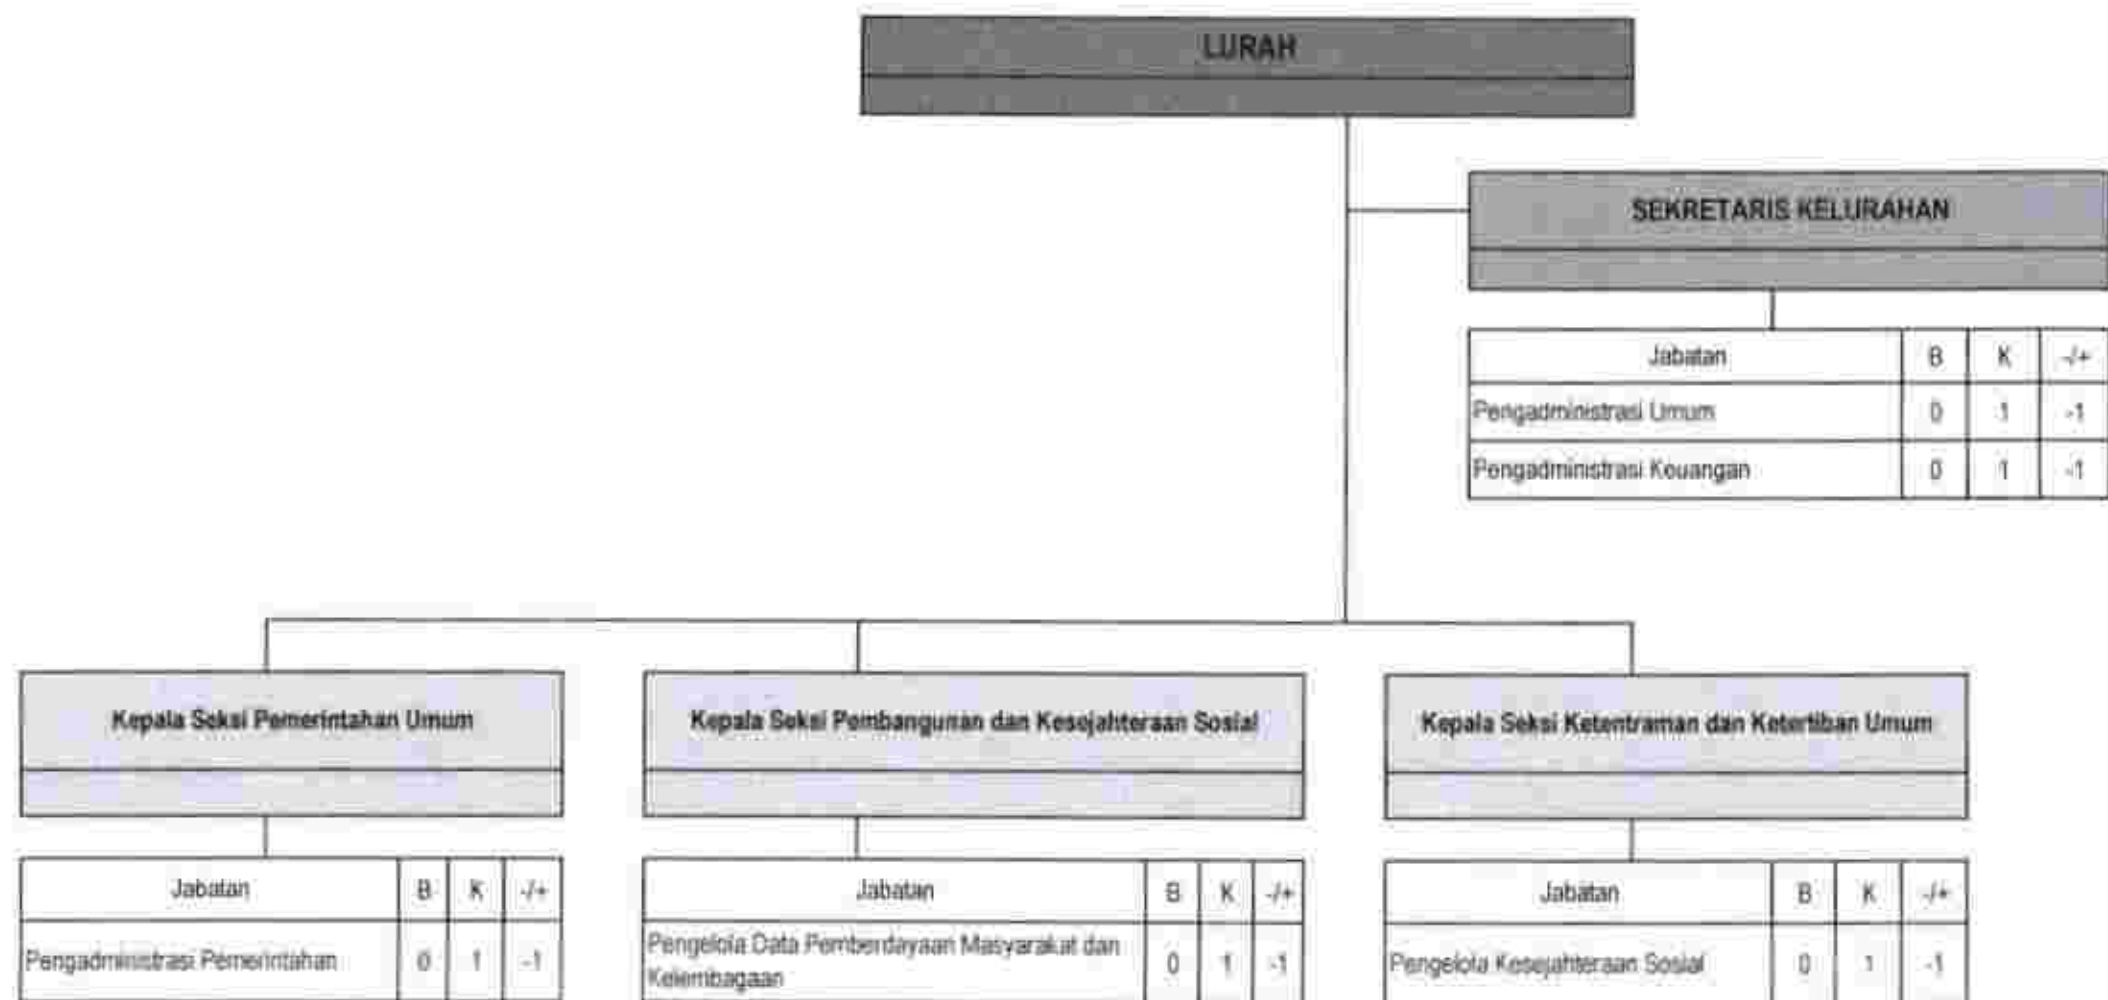 LURAH
SEKRETARIS KELURAHAN
Jabatan B K -/+
Pengadministrasi Umum 0 1 -1
Pengadministrasi Keuangan 0 1 -1
Kepala Seksi Pemerintahan Umum
Jabatan B K -/+
Pengadministrasi Pemerintahan 0 1 -1
Kepala Seksi Pembangunan dan Kesejahteraan Sosial
Jabatan B K -/+
Pengelola Data Pemberdayaan Masyarakat dan
Kelembagaan 0 1 -1
Kepala Seksi Ketentraman dan Ketertiban Umum
Jabatan B K -/+
Pengelola Kesejahteraan Sosial 0 1 -1